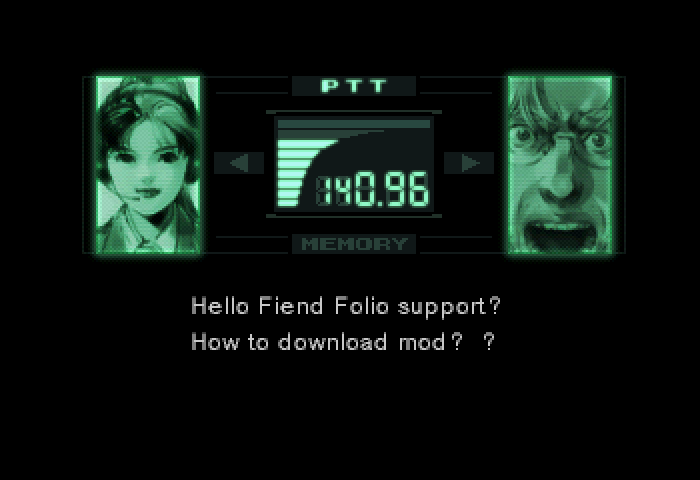 PTT
140.96
MEMORY
Hello Fiend Folio support?
How to download mod? ?